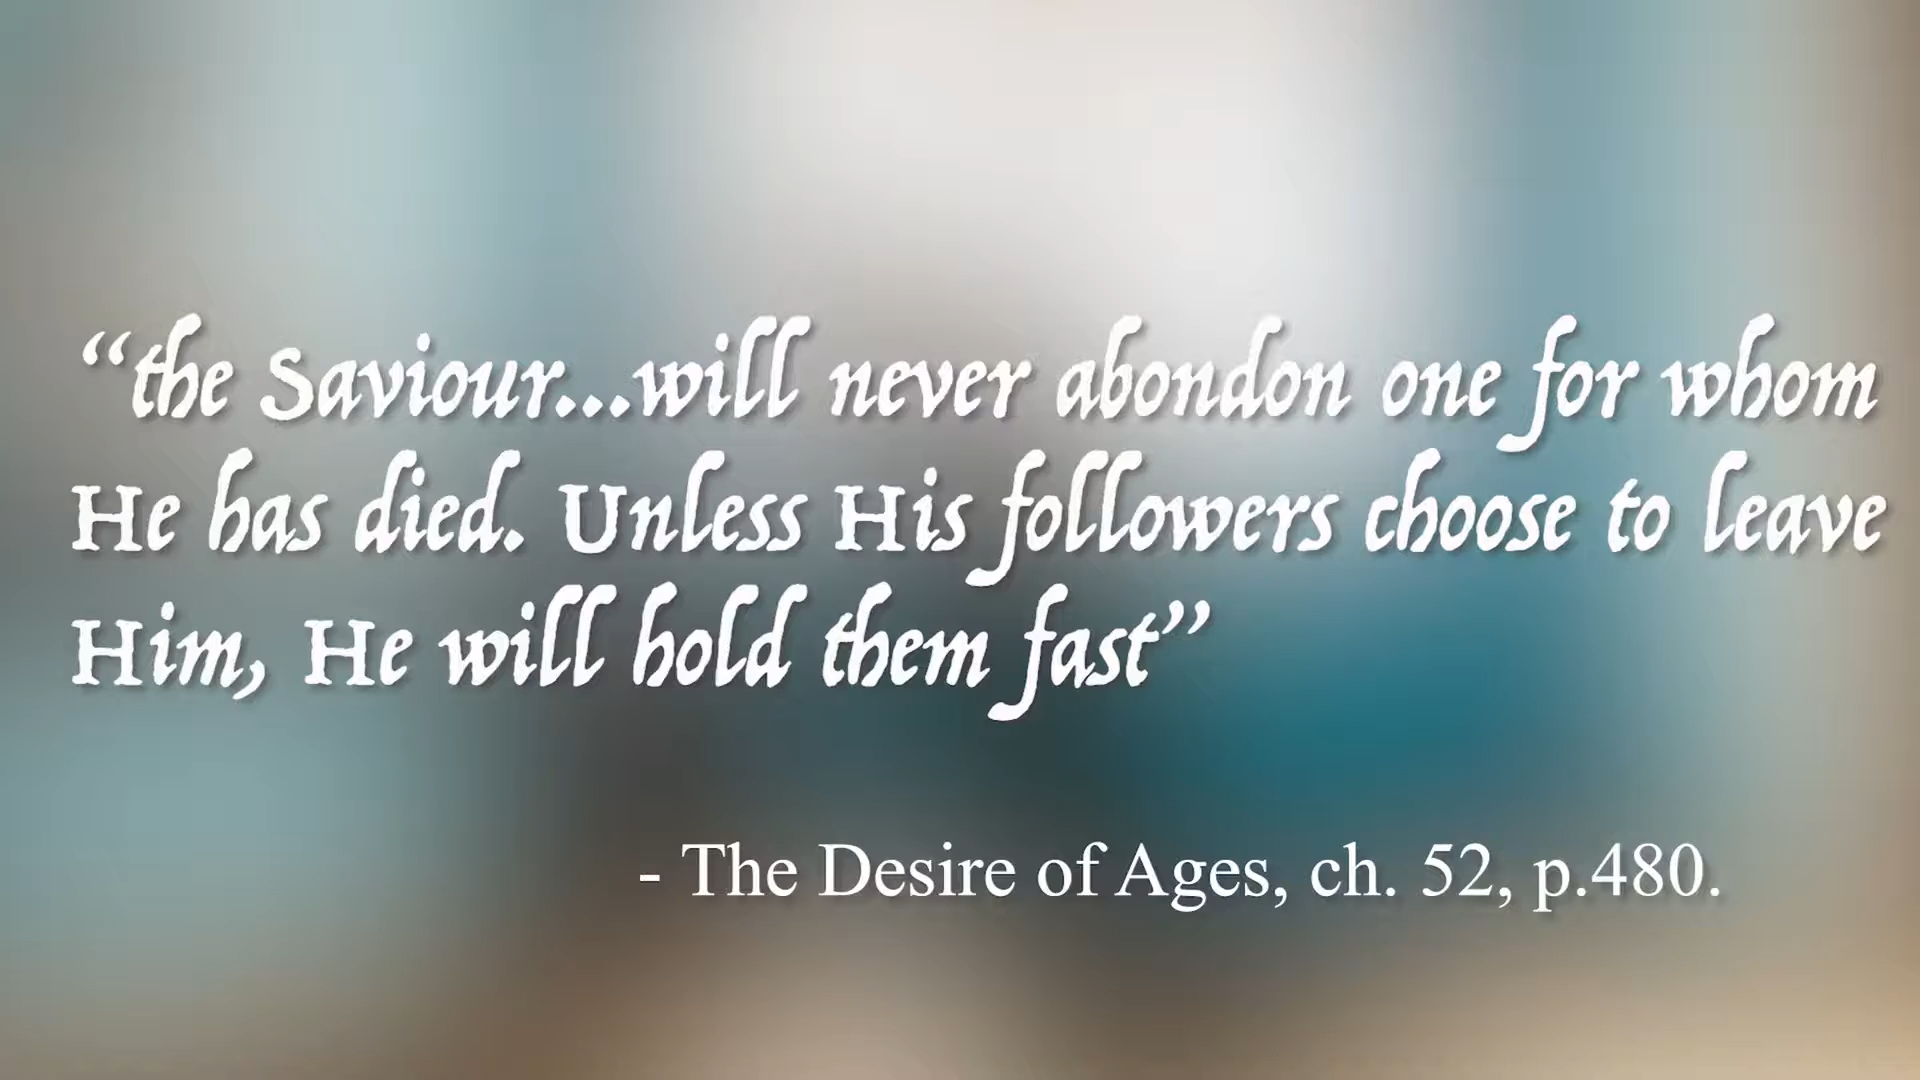 “the Saviour...will never abondon one for whom
He has died. Unless His followers choose to leave
Him, He will hold them fast”
- The Desire of Ages, ch. 52, p.480.